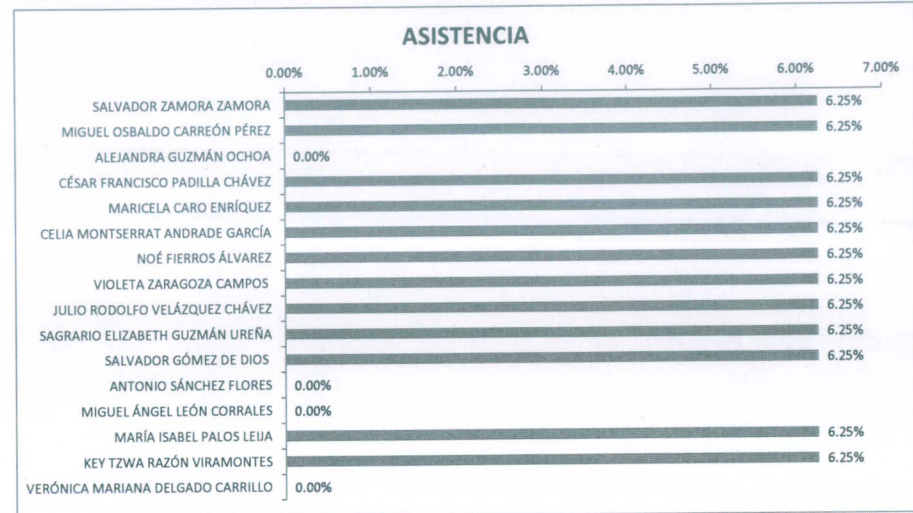 ASISTENCIA
0.00% 1.00% 2.00% 3.00% 4.00% 5.00% 6.00% 7.00%
SALVADOR ZAMORA ZAMORA 6.25%
MIGUEL OSBALDO CARREÓN PÉREZ 6.25%
ALEJANDRA GUZMÁN OCHOA 0.00%
CÉSAR FRANCISCO PADILLA CHÁVEZ 6.25%
MARICELA CARO ENRÍQUEZ 6.25%
CELIA MONTSERRAT ANDRADE GARCÍA 6.25%
NOÉ FIERROS ÁLVAREZ 6.25%
VIOLETA ZARAGOZA CAMPOS 6.25%
JULIO RODOLFO VELÁZQUEZ CHÁVEZ 6.25%
SAGRARIO ELIZABETH GUZMÁN UREÑA 6.25%
SALVADOR GÓMEZ DE DIOS 6.25%
ANTONIO SÁNCHEZ FLORES 0.00%
MIGUEL ÁNGEL LEÓN CORRALES 0.00%
MARÍA ISABEL PALOS LEIJA 6.25%
KEY TZWA RAZÓN VIRAMONTES 6.25%
VERÓNICA MARIANA DELGADO CARRILLO 0.00%